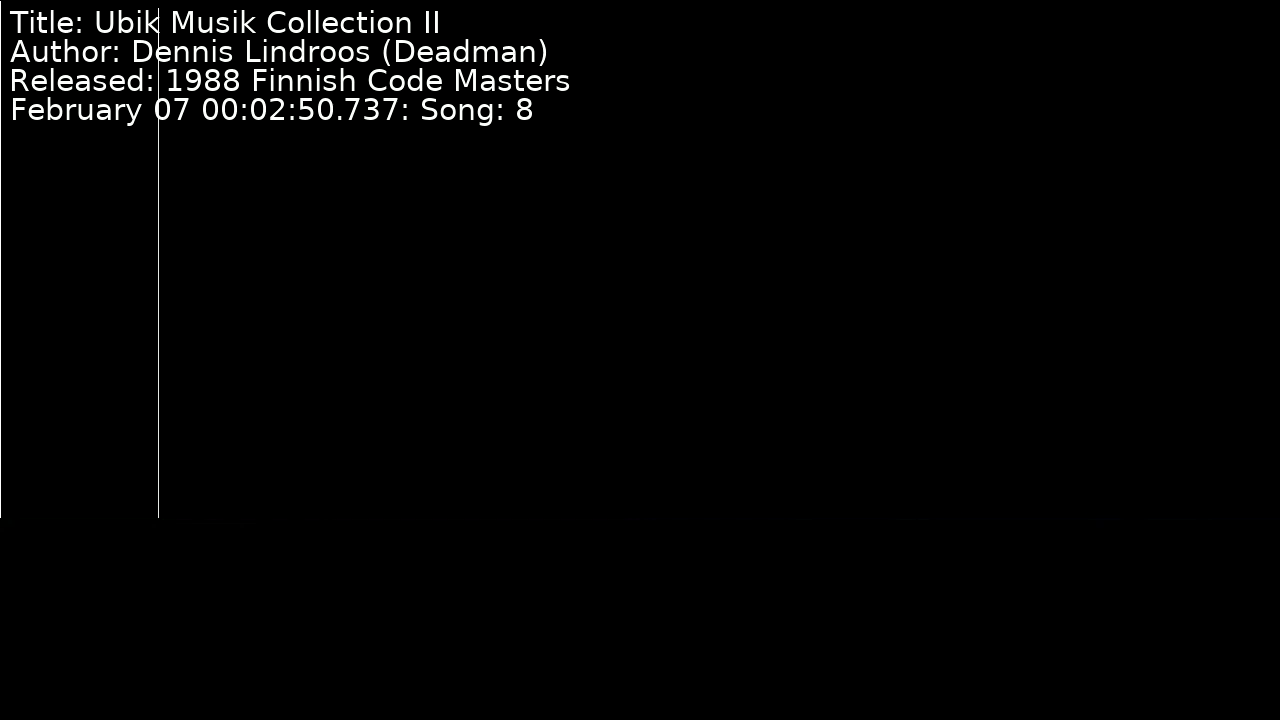 Title: Ubik Musik Collection II
Author: Dennis Lindroos (Deadman)
Released: 1988 Finnish Code Masters
February 07 00:02:50.737: Song: 8